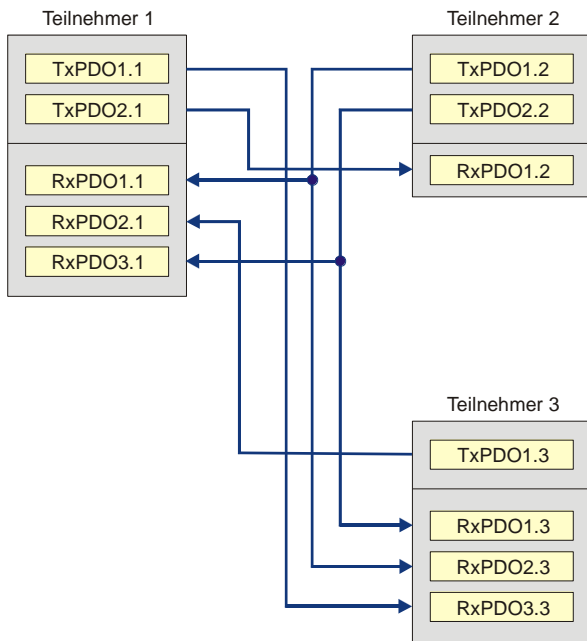 Teilnehmer 1
TxPDO1.1
TxPDO2.1
RxPDO1.1
RxPDO2.1
RxPDO3.1
Teilnehmer 2
TxPDO1.2
TxPDO2.2
RxPDO1.2
Teilnehmer 3
TxPDO1.3
RxPDO1.3
RxPDO2.3
RxPDO3.3